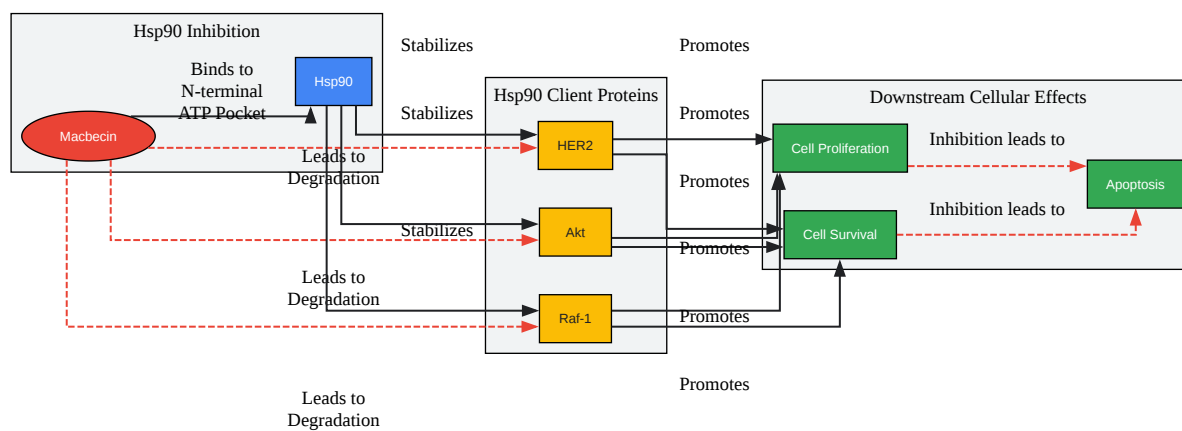 Hsp90 Inhibition
Binds to
N-terminal
ATP Pocket
Hsp90
Macbecin
Stabilizes
Stabilizes
Stabilizes
Leads to
Degradation
Leads to
Degradation
Leads to
Degradation
Hsp90 Client Proteins
HER2
Akt
Raf-1
Promotes
Promotes
Promotes
Promotes
Promotes
Promotes
Downstream Cellular Effects
Cell Proliferation
Cell Survival
Inhibition leads to
Inhibition leads to
Apoptosis